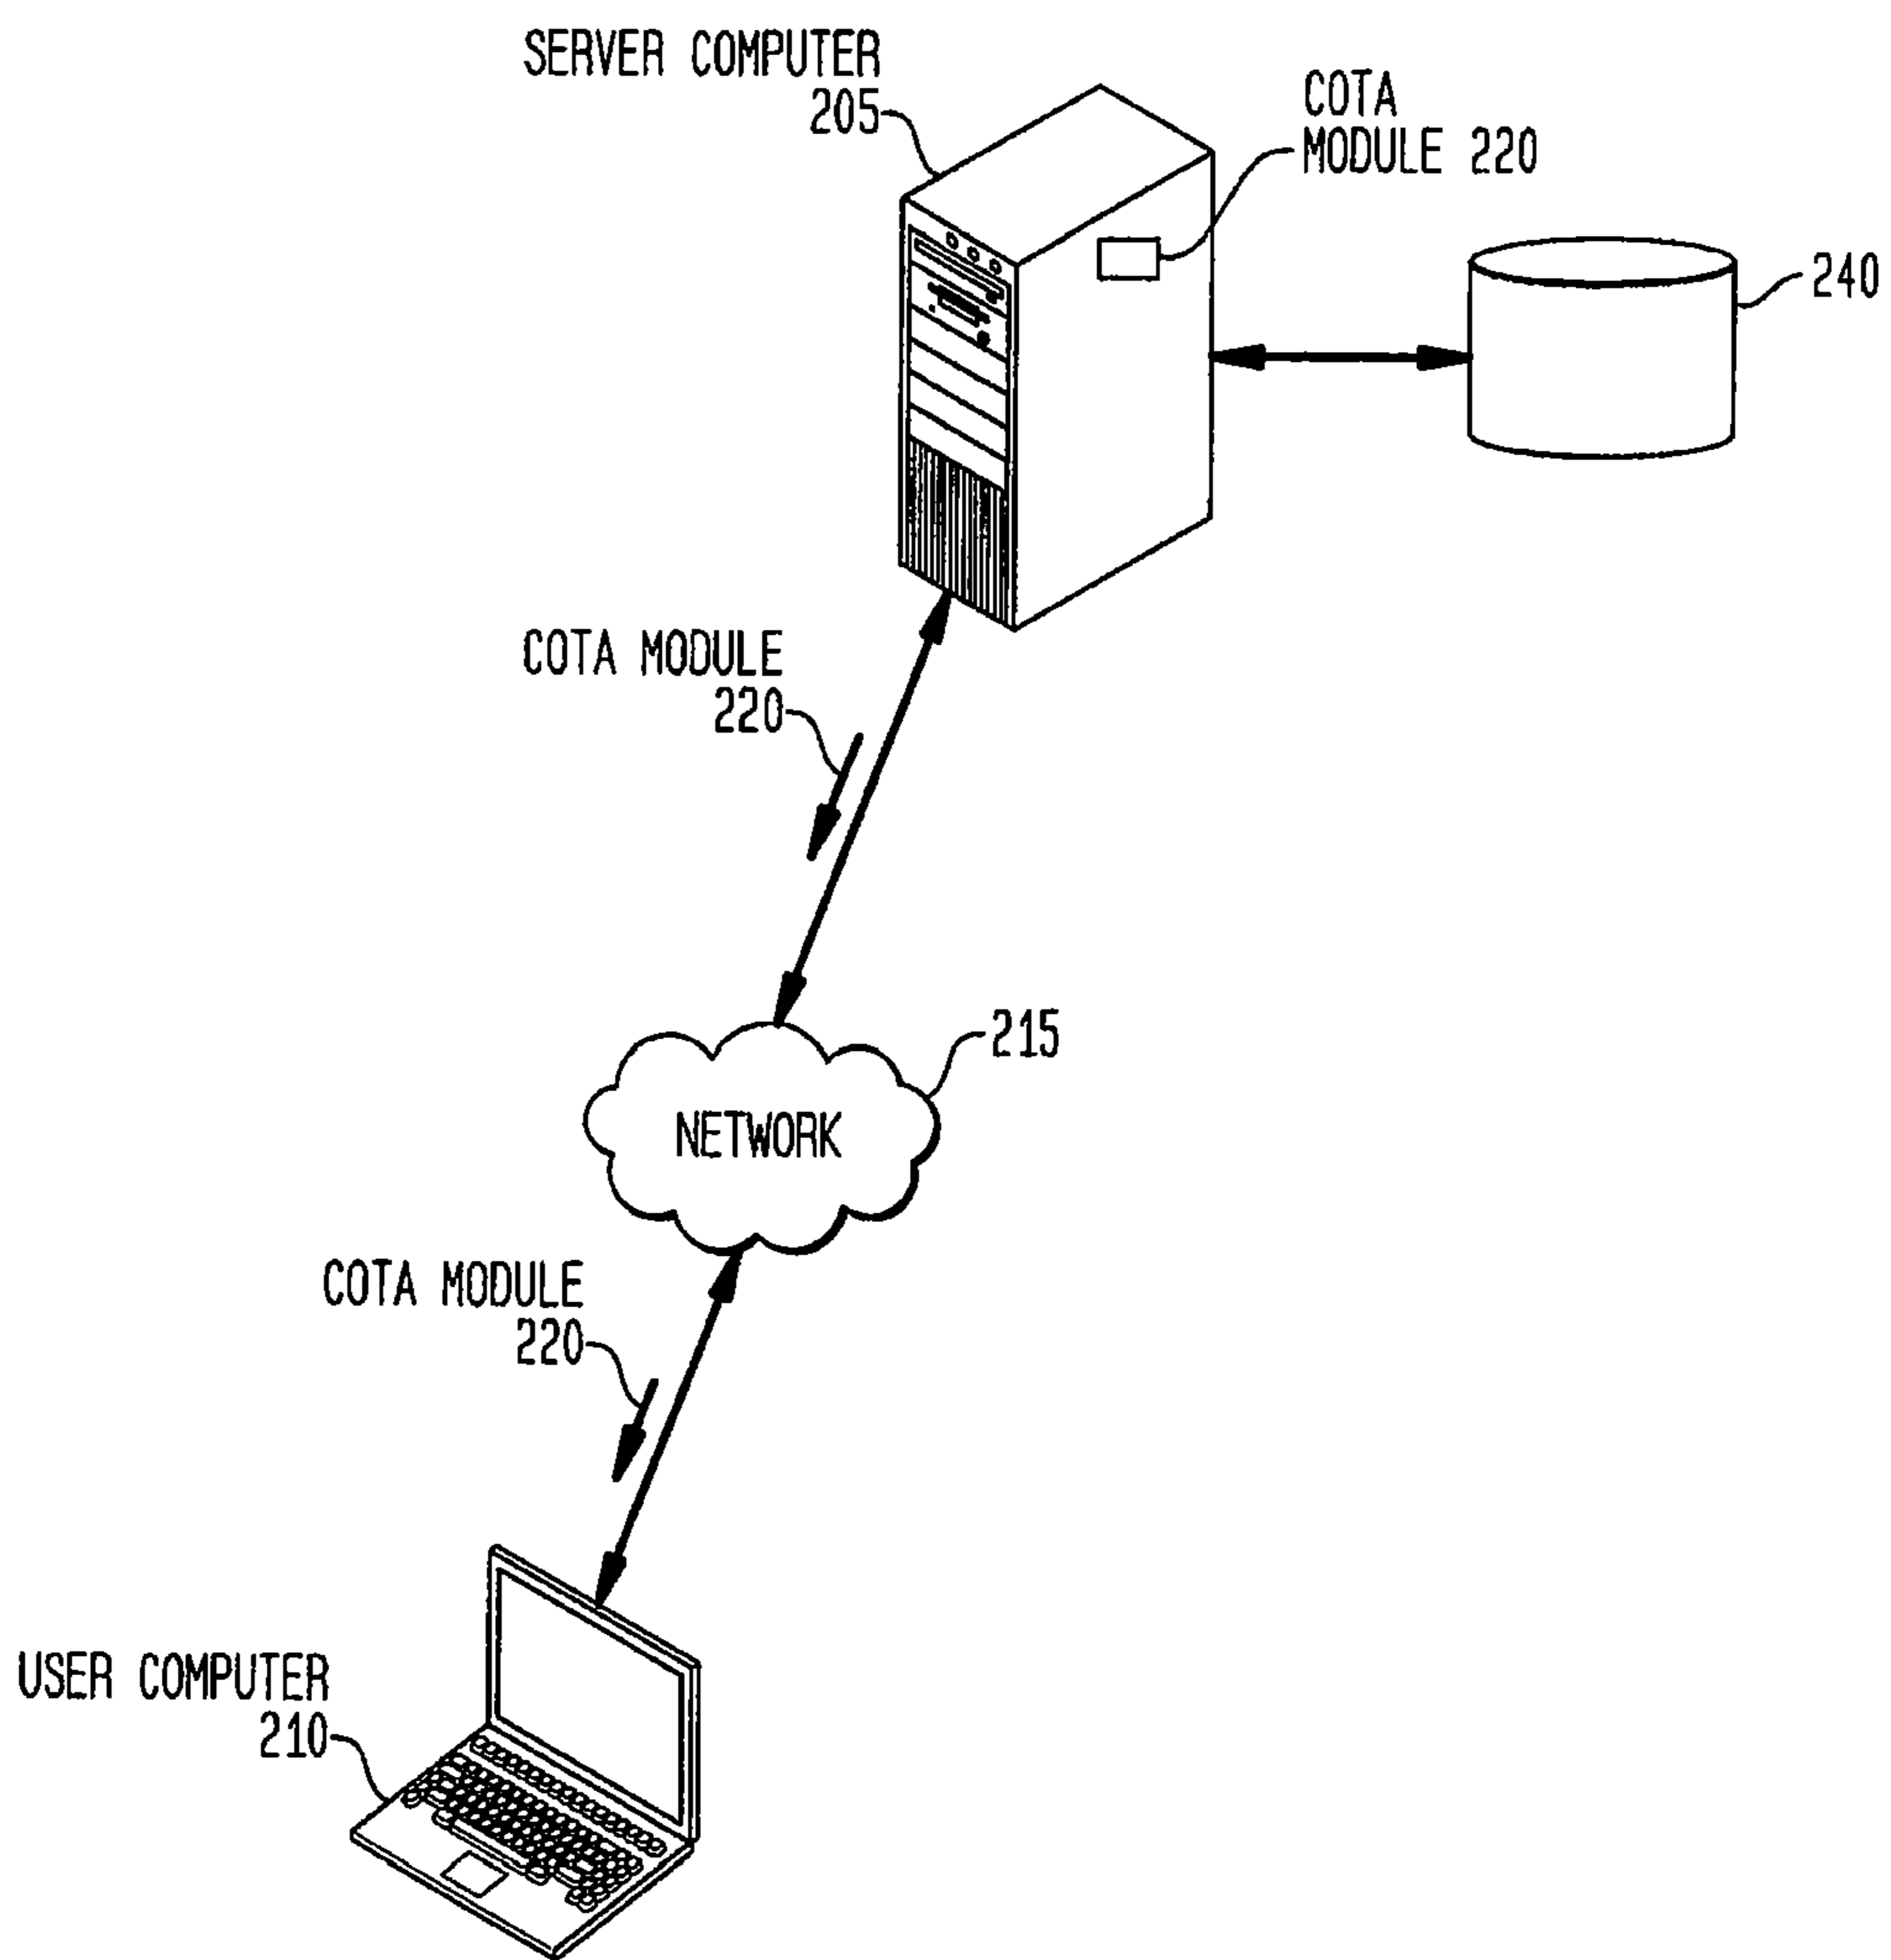 SERVER COMPUTER
205
COTA
MODULE 220
240
COTA MODULE
220
215
NETWORK
COTA MODULE
220
USER COMPUTER
210